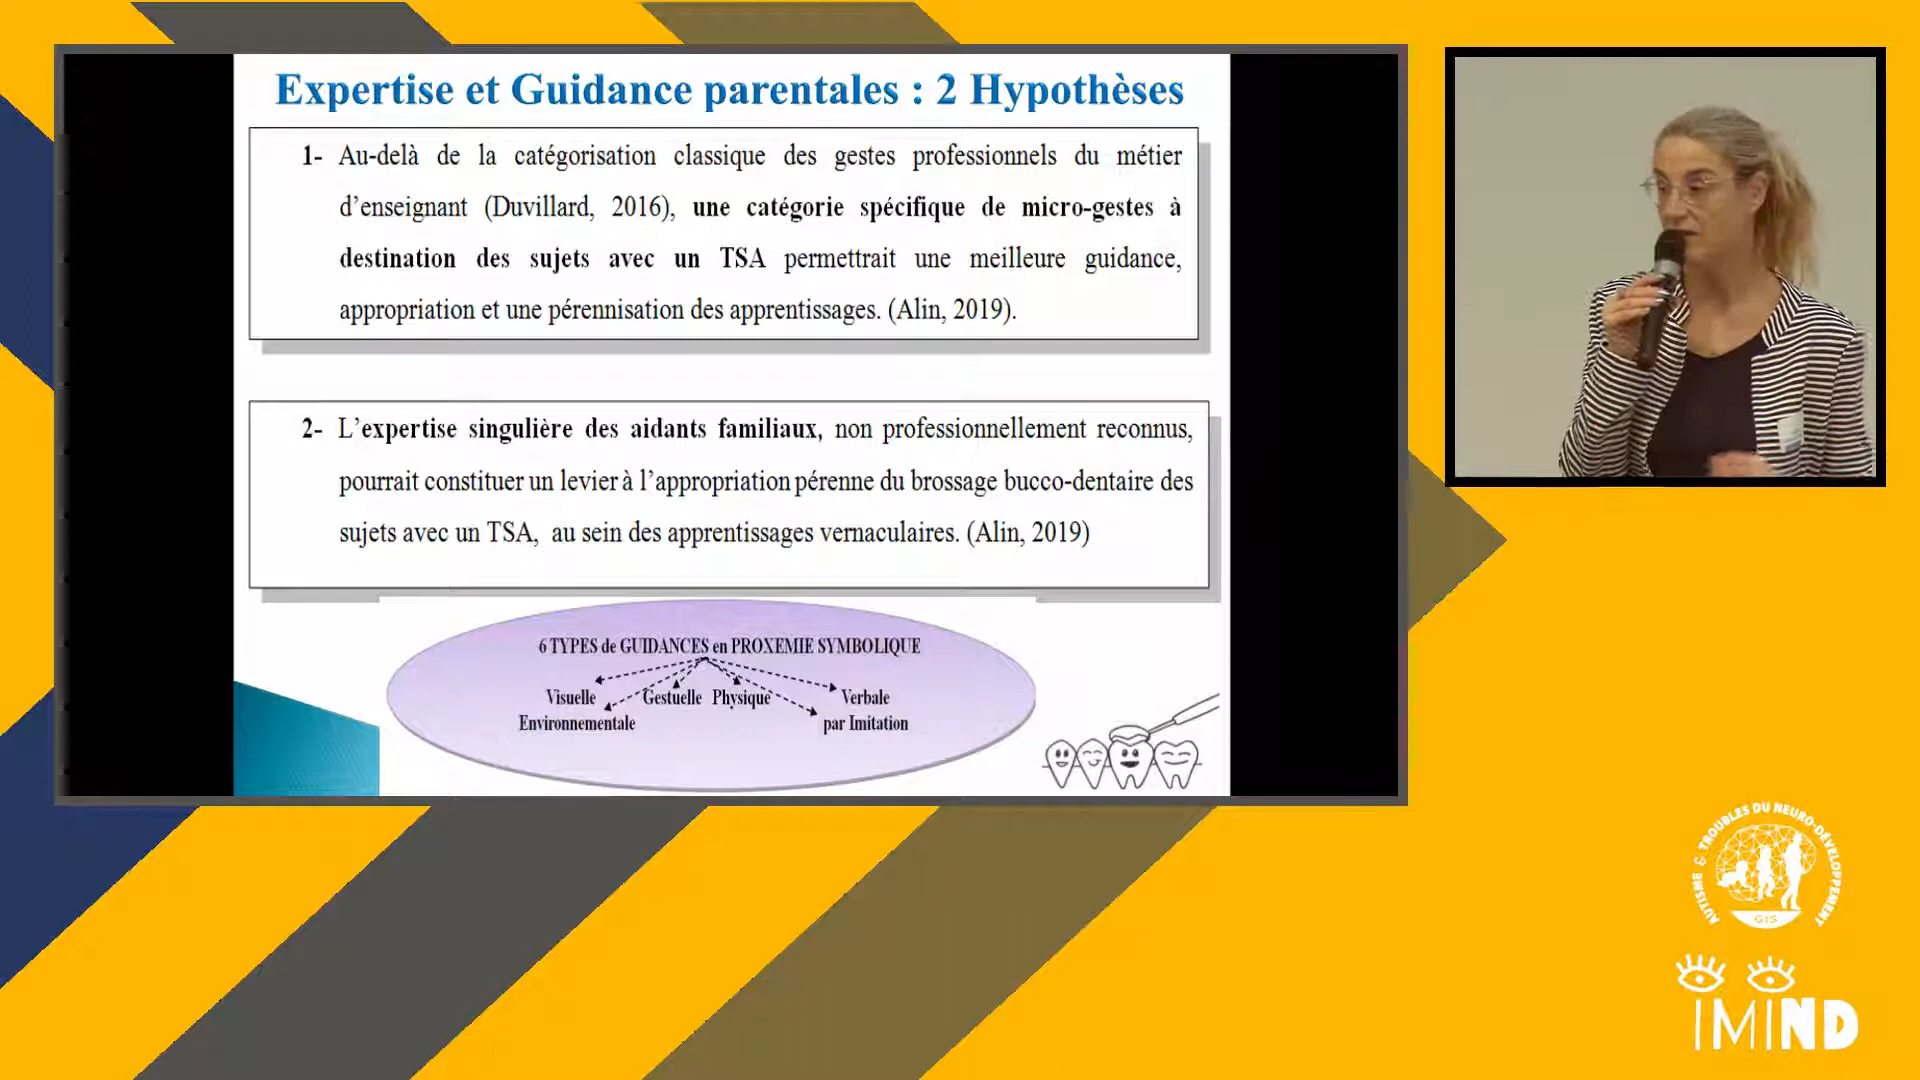 Expertise et Guidance parentales : 2 Hypothèses
1- Au-delà de la catégorisation classique des gestes professionnels du métier
d’enseignant (Duvillard, 2016), une catégorie spécifique de micro-gestes à
destination des sujets avec un TSA permettrait une meilleure guidance,
appropriation et une pérennisation des apprentissages. (Alin, 2019).
2- L’expertise singulière des aidants familiaux, non professionnellement reconnus,
pourrait constituer un levier à l’appropriation pérenne du brossage bucco-dentaire des
sujets avec un TSA, au sein des apprentissages vernaculaires. (Alin, 2019)
6 TYPES de GUIDANCES en PROXEMIE SYMBOLIQUE
Visuelle Gestuelle Physique Verbale
Environnementale par Imitation
AUTISME & TROUBLES DU NEURO-DÉVELOPPEMENT
GIS
IMIND